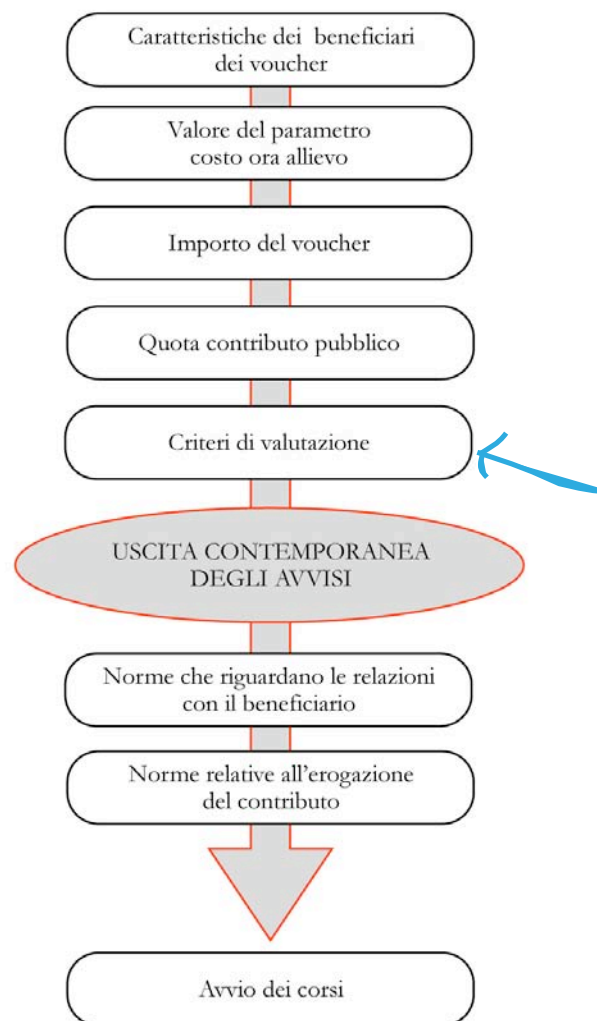 Caratteristiche dei beneficiari
dei voucher
Valore del parametro
costo ora allievo
Importo del voucher
Quota contributo pubblico
Criteri di valutazione
USCITA CONTEMPORANEA
DEGLI AVVISI
Norme che riguardano le relazioni
con il beneficiario
Norme relative all'erogazione
del contributo
Avvio dei corsi